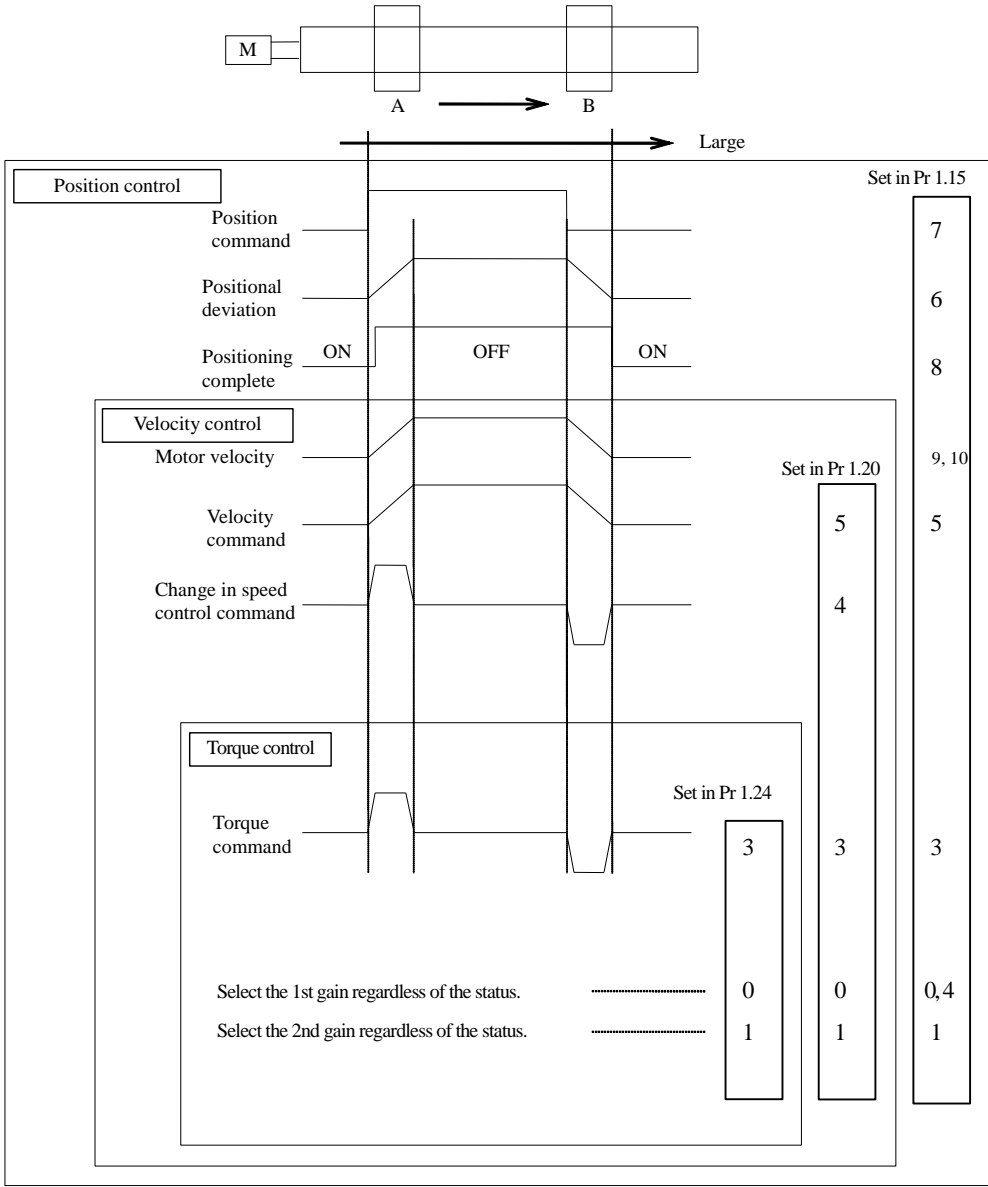 M
A
B
Large
Position control
Set in Pr 1.15
Position
command
7
Positional
deviation
6
ON
OFF
ON
Positioning
complete
8
Velocity control
Motor velocity
9, 10
Set in Pr 1.20
Velocity
command
5
5
Change in speed
control command
4
Torque control
Set in Pr 1.24
Torque
command
3
3
3
Select the 1st gain regardless of the status.
0
0
0, 4
Select the 2nd gain regardless of the status.
1
1
1